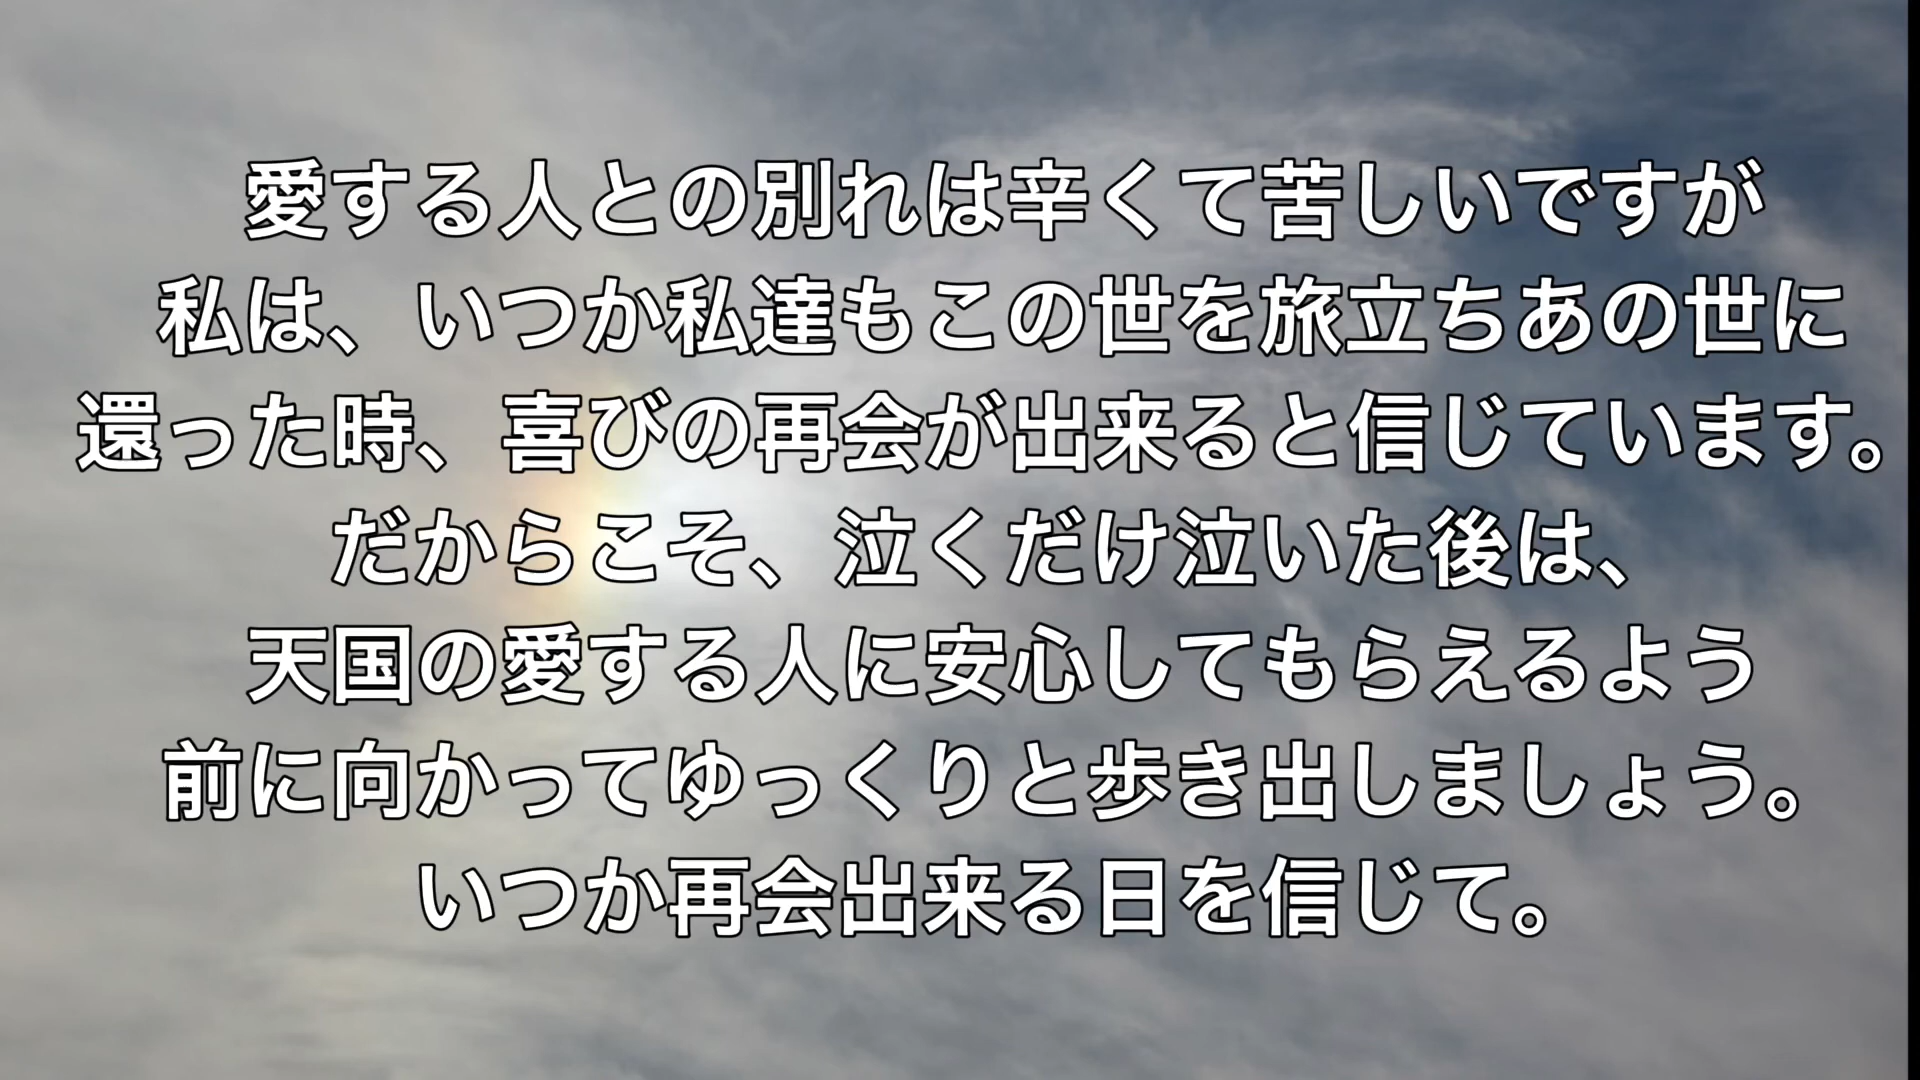 愛する人との別れは辛くて苦しいですが
私は、いつか私達もこの世を旅立ちあの世に
還った時、喜びの再会が出来ると信じています。
だからこそ、泣くだけ泣いた後は、
天国の愛する人に安心してもらえるよう
前に向かってゆっくりと歩き出しましょう。
いつか再会出来る日を信じて。